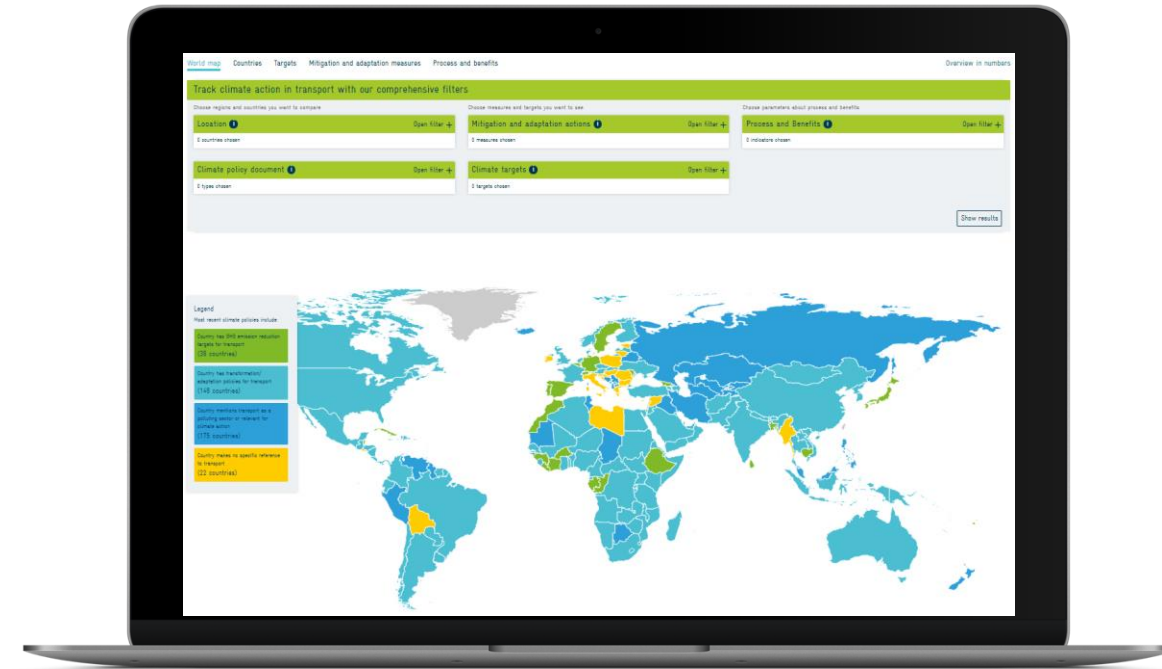 World map Countries Targets Mitigation and adaptation measures Process and benefits Overview in numbers
Track climate action in transport with our comprehensive filters
Choose regions and countries you want to compare
Choose measures and targets you want to see
Choose parameters about process and benefits
Location i Open filter +
0 countries chosen
Mitigation and adaptation actions i Open filter +
0 measures chosen
Process and Benefits i Open filter +
0 indicators chosen
Climate policy document i Open filter +
0 types chosen
Climate targets i Open filter +
0 targets chosen
Show results
Legend
Most recent climate policies include
Country has GHG emission reduction
targets for transport
countries)
Country has transformation/
adaptation policies for transport
countries)
Country mentions transport as a
polluting sector or relevant for
climate action
(175 countries)
Country makes no specific reference
to transport
(22 countries)